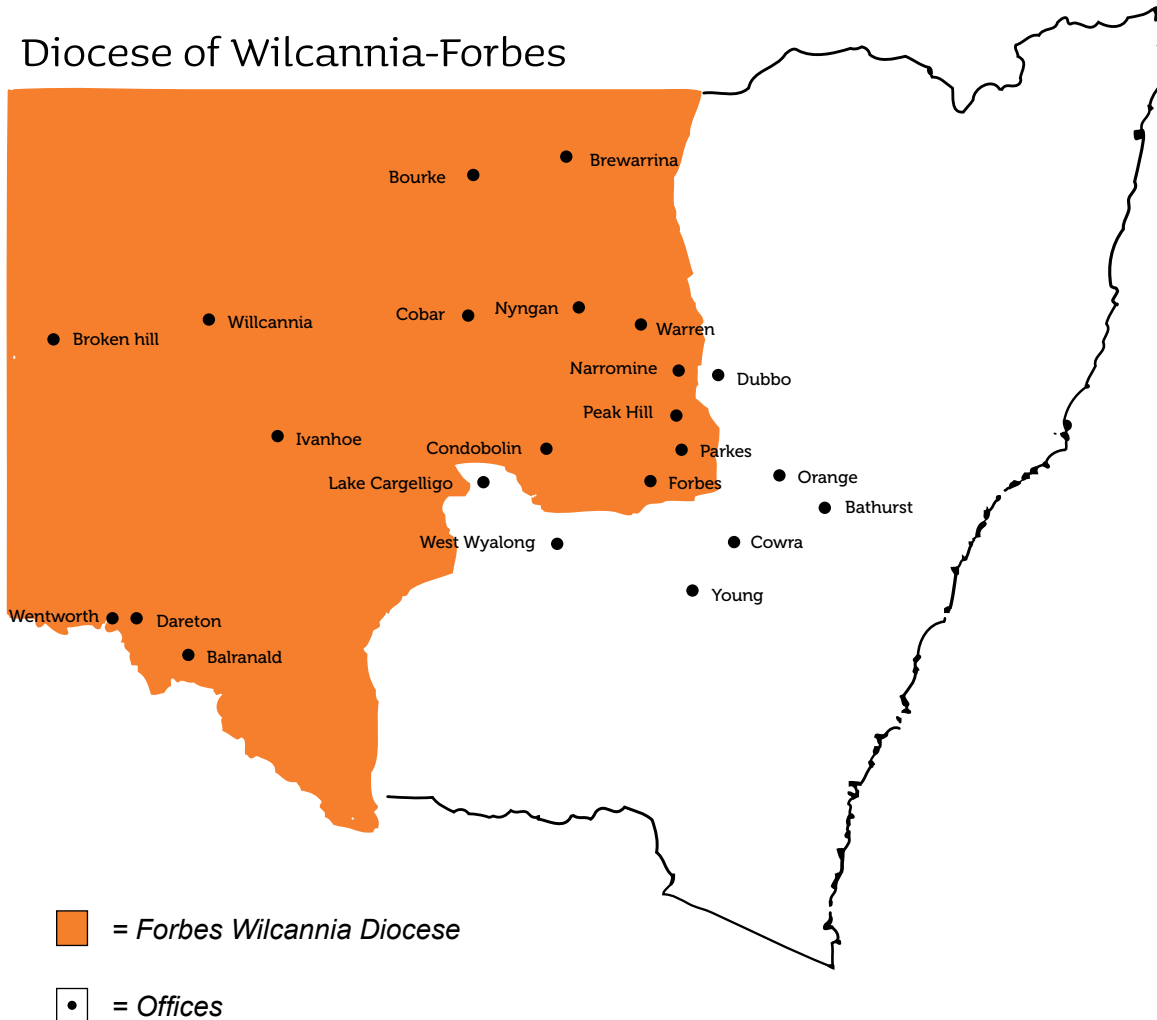 Diocese of Wilcannia-Forbes
Brewarrina
Bourke
Nyngan
Cobar
Willcannia
Warren
Broken hill
Narromine
Dubbo
Peak Hill
Ivanhoe
Condobolin
Parkes
Orange
Lake Cargelligo
Forbes
Bathurst
West Wyalong
Cowra
Young
Wentworth
Dareton
Balranald
= Forbes Wilcannia Diocese
= Offices